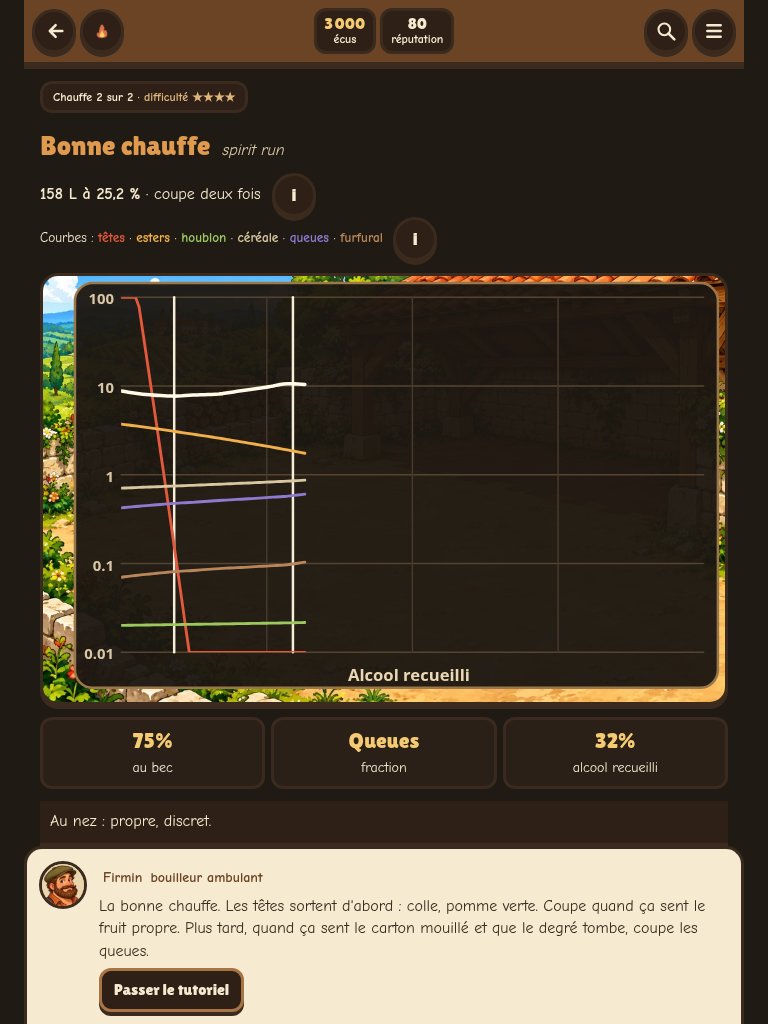 3 000
écus
80
réputation
Chauffe 2 sur 2 · difficulté ★★★★
Bonne chauffe spirit run
158 L à 25,2 % · coupe deux fois i
Courbes : têtes · esters · houblon · céréale · queues · furfural i
100
10
1
0.1
0.01
Alcool recueilli
75%
au bec
Queues
fraction
32%
alcool recueilli
Au nez : propre, discret.
Firmin bouilleur ambulant
La bonne chauffe. Les têtes sortent d'abord : colle, pomme verte. Coupe quand ça sent le
fruit propre. Plus tard, quand ça sent le carton mouillé et que le degré tombe, coupe les
queues.
Passer le tutoriel